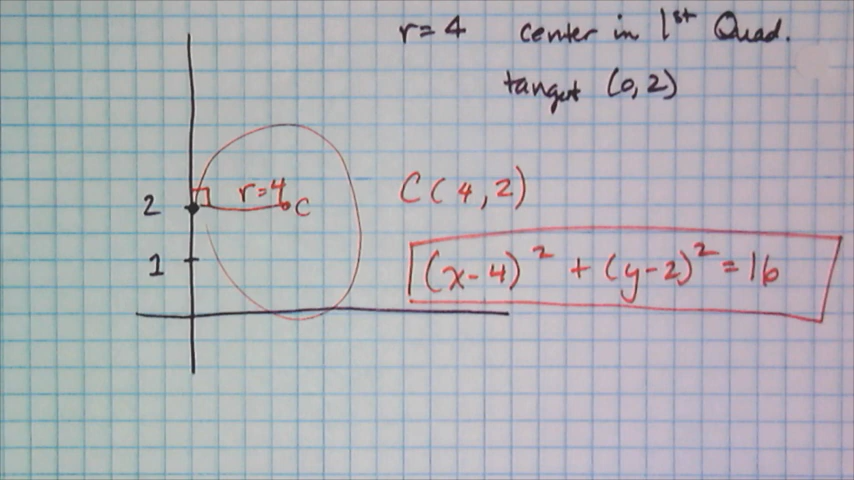 r=4 center in 1st Quad.
tangent (0,2)
r=4
C
C(4,2)
2
1
(x-4)² + (y-2)² = 16